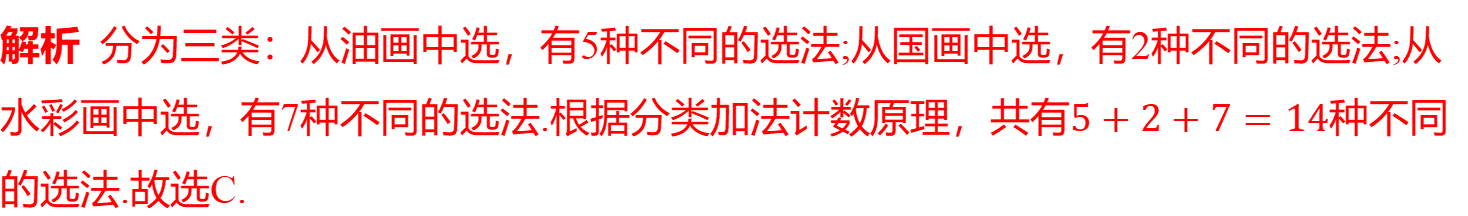 解析 分为三类：从油画中选，有5种不同的选法;从国画中选，有2种不同的选法;从
水彩画中选，有7种不同的选法.根据分类加法计数原理，共有5 + 2 + 7 = 14种不同
的选法.故选C.